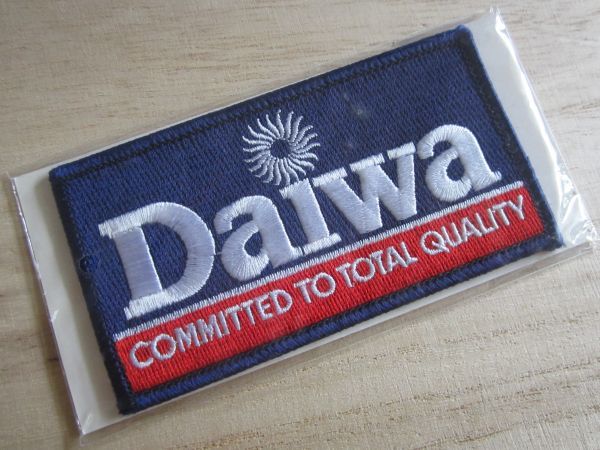 Daiwa
COMMITTED TO TOTAL QUALITY